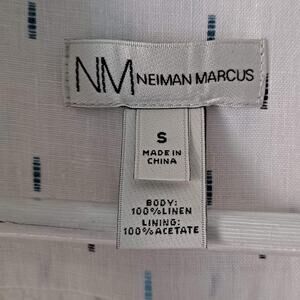 NM NEIMAN MARCUS
S
MADE IN
CHINA
BODY:
100%LINEN
LINING:
100%ACETATE